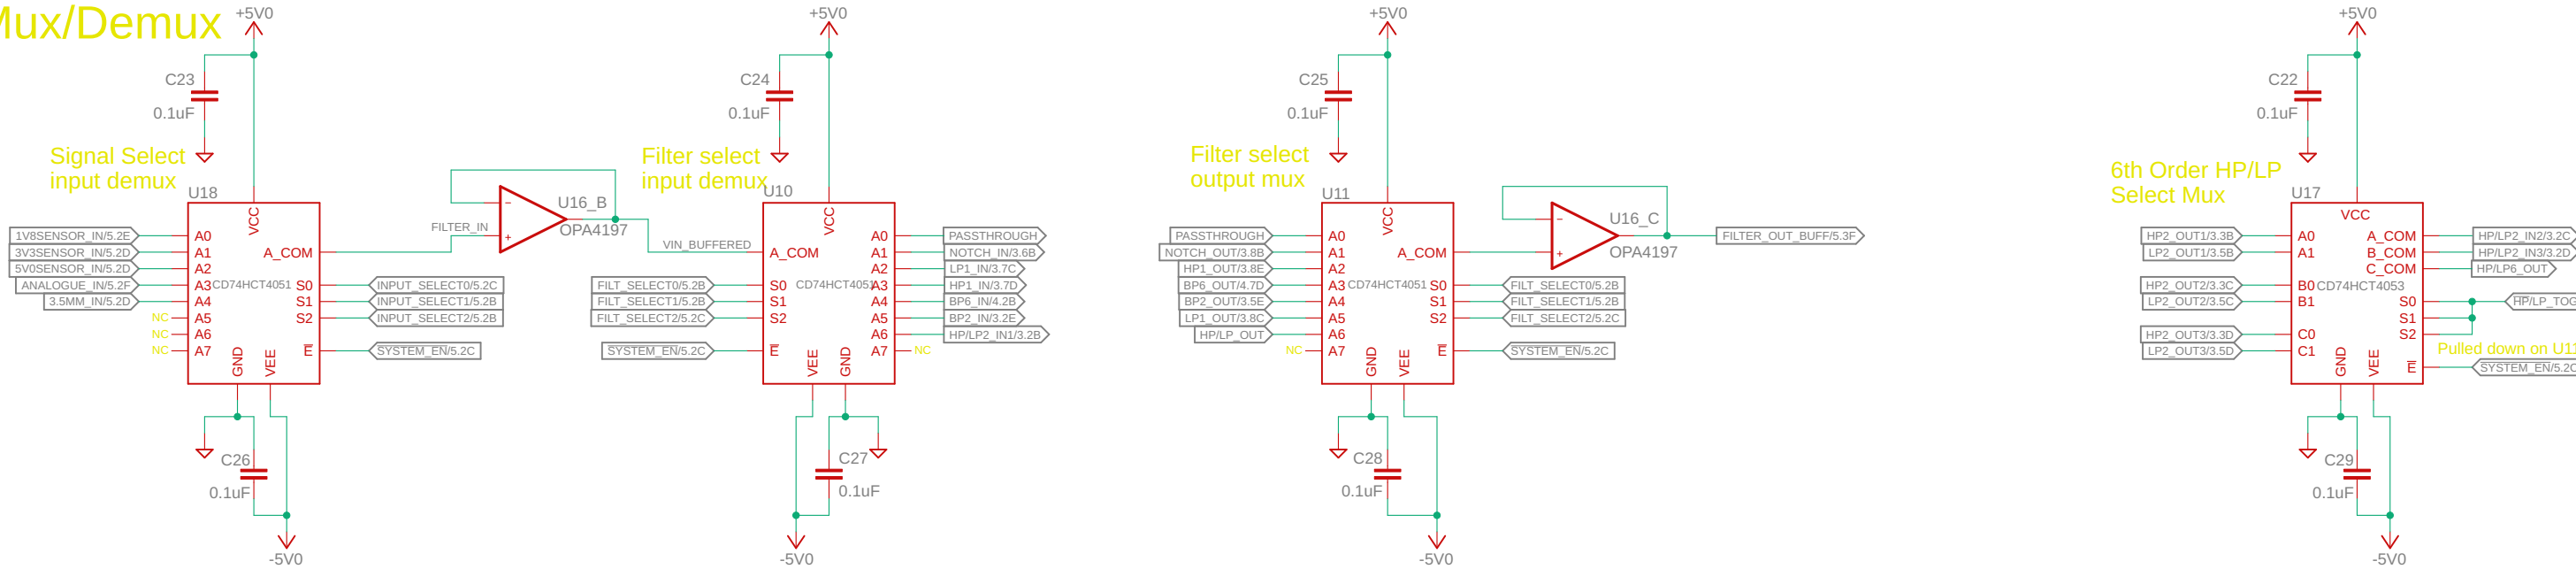 Mux/Demux
+5V0
C23
0.1uF
Signal Select
input demux
U18
VCC
1V8SENSOR_IN/5.2E
3V3SENSOR_IN/5.2D
5V0SENSOR_IN/5.2D
ANALOGUE_IN/5.2F
3.5MM_IN/5.2D
NC
NC
NC
A0
A1
A2
A3
A4
A5
A6
A7
CD74HCT4051
A_COM
S0
S1
S2
E
GND
VEE
INPUT_SELECT0/5.2C
INPUT_SELECT1/5.2B
INPUT_SELECT2/5.2B
SYSTEM_EN/5.2C
C26
0.1uF
-5V0
FILTER_IN
−
+
U16_B
OPA4197
VIN_BUFFERED
+5V0
C24
0.1uF
Filter select
input demux
U10
VCC
FILT_SELECT0/5.2B
FILT_SELECT1/5.2B
FILT_SELECT2/5.2C
SYSTEM_EN/5.2C
A_COM
S0
S1
S2
E
CD74HCT4051
A0
A1
A2
A3
A4
A5
A6
A7
VEE
GND
PASSTHROUGH
NOTCH_IN/3.6B
LP1_IN/3.7C
HP1_IN/3.7D
BP6_IN/4.2B
BP2_IN/3.2E
HP/LP2_IN1/3.2B
NC
C27
0.1uF
-5V0
+5V0
C25
0.1uF
Filter select
output mux
U11
VCC
PASSTHROUGH
NOTCH_OUT/3.8B
HP1_OUT/3.8E
BP6_OUT/4.7D
BP2_OUT/3.5E
LP1_OUT/3.8C
HP/LP_OUT
NC
A0
A1
A2
A3
A4
A5
A6
A7
CD74HCT4051
A_COM
S0
S1
S2
E
GND
VEE
FILT_SELECT0/5.2B
FILT_SELECT1/5.2B
FILT_SELECT2/5.2C
SYSTEM_EN/5.2C
C28
0.1uF
-5V0
−
+
U16_C
OPA4197
FILTER_OUT_BUFF/5.3F
+5V0
C22
0.1uF
6th Order HP/LP
Select Mux
U17
VCC
HP2_OUT1/3.3B
LP2_OUT1/3.5B
HP2_OUT2/3.3C
LP2_OUT2/3.5C
HP2_OUT3/3.3D
LP2_OUT3/3.5D
A0
A1
B0
B1
C0
C1
CD74HCT4053
A_COM
B_COM
C_COM
S0
S1
S2
E
GND
VEE
HP/LP2_IN2/3.2C
HP/LP2_IN3/3.2D
HP/LP6_OUT
HP/LP_TOG
Pulled down on U11
SYSTEM_EN/5.2C
C29
0.1uF
-5V0